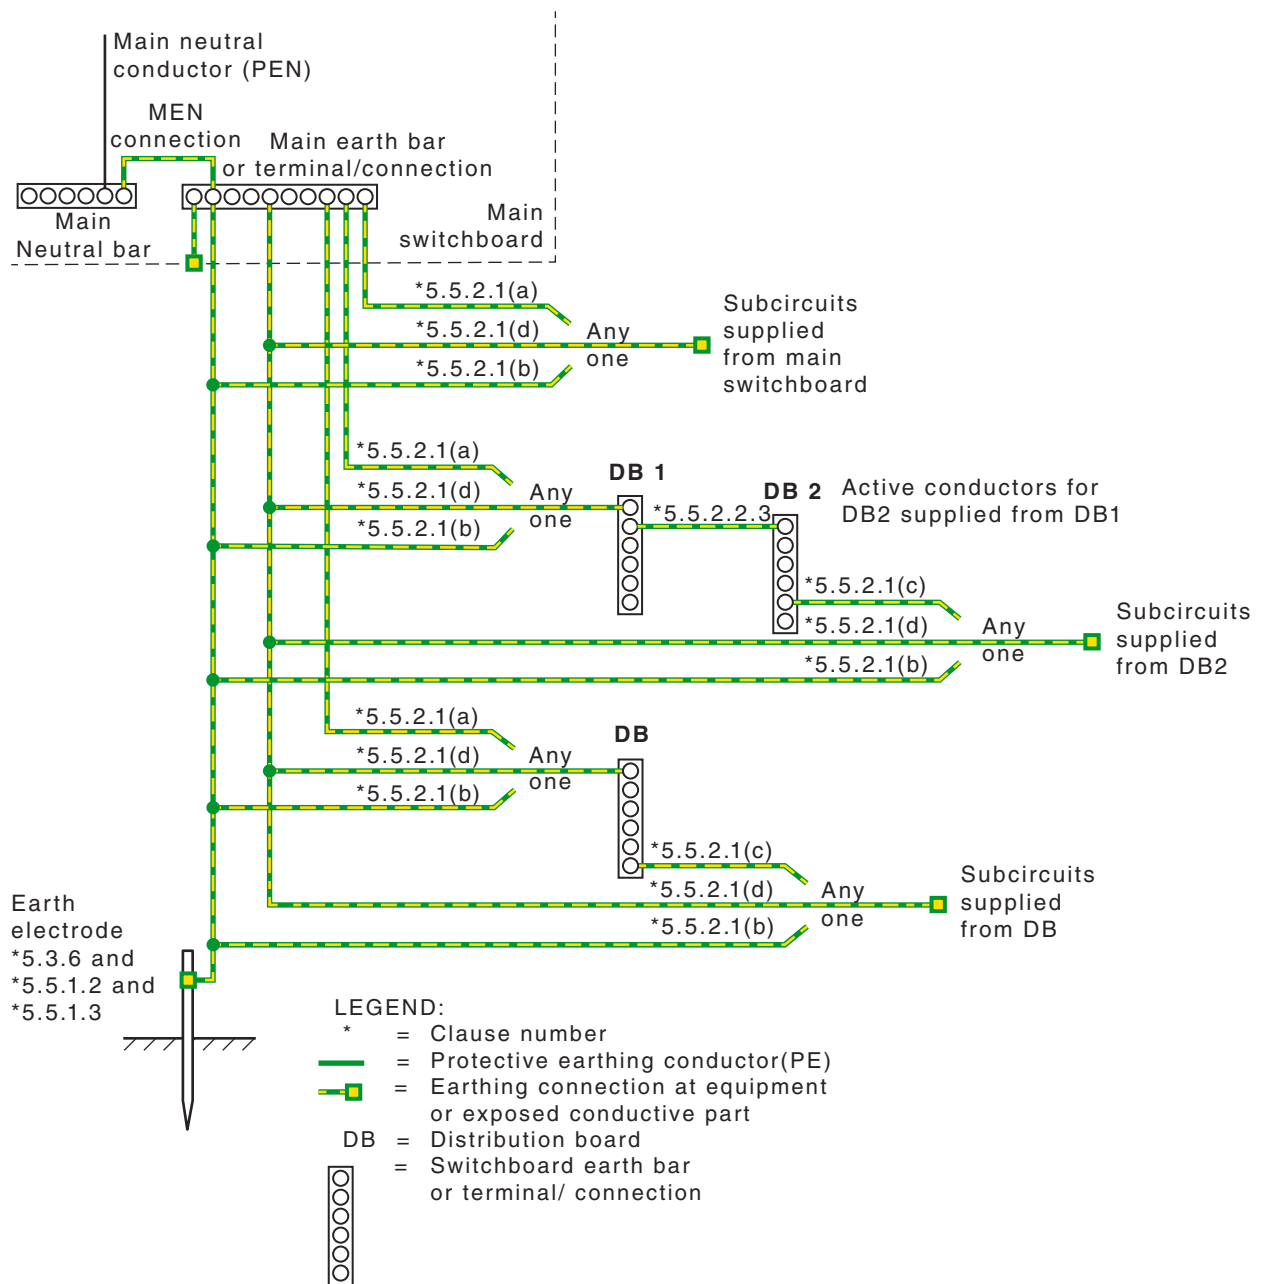 Main neutral
conductor (PEN)
MEN
connection
Main earth bar
or terminal/connection
Main
Neutral bar
Main
switchboard
*5.5.2.1(a)
*5.5.2.1(d)
*5.5.2.1(b)
Any
one
Subcircuits
supplied
from main
switchboard
*5.5.2.1(a)
*5.5.2.1(d)
*5.5.2.1(b)
Any
one
DB 1
*5.5.2.2.3
DB 2
Active conductors for
DB2 supplied from DB1
*5.5.2.1(c)
*5.5.2.1(d)
*5.5.2.1(b)
Any
one
Subcircuits
supplied
from DB2
*5.5.2.1(a)
*5.5.2.1(d)
*5.5.2.1(b)
Any
one
DB
*5.5.2.1(c)
*5.5.2.1(d)
*5.5.2.1(b)
Any
one
Subcircuits
supplied
from DB
Earth
electrode
*5.3.6 and
*5.5.1.2 and
*5.5.1.3
LEGEND:
* = Clause number
= Protective earthing conductor(PE)
= Earthing connection at equipment
or exposed conductive part
DB = Distribution board
= Switchboard earth bar
or terminal/ connection